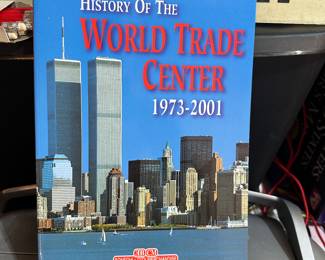 HISTORY OF THE
WORLD TRADE
CENTER
1973-2001